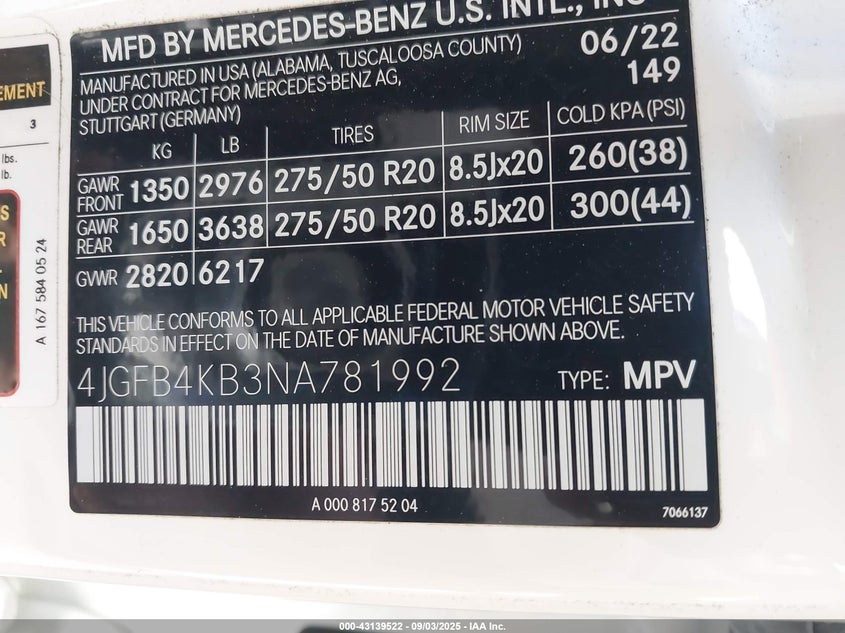 MFD BY MERCEDES-BENZ U.S. INTL., INC
MANUFACTURED IN USA (ALABAMA, TUSCALOOSA COUNTY) 06/22
UNDER CONTRACT FOR MERCEDES-BENZ AG, 149
STUTTGART (GERMANY)
KG LB TIRES RIM SIZE COLD KPA (PSI)
GAWR FRONT 1350 2976 275/50 R20 8.5Jx20 260(38)
GAWR REAR 1650 3638 275/50 R20 8.5Jx20 300(44)
GVWR 2820 6217
THIS VEHICLE CONFORMS TO ALL APPLICABLE FEDERAL MOTOR VEHICLE SAFETY
STANDARDS IN EFFECT ON THE DATE OF MANUFACTURE SHOWN ABOVE.
4JGFB4KB3NA781992 TYPE: MPV
A 000 817 52 04
7066137
EMENT
3
lbs.
lb.
S
R
N
A 167 584 05 24
000-43139522 - 09/03/2025 - IAA Inc.